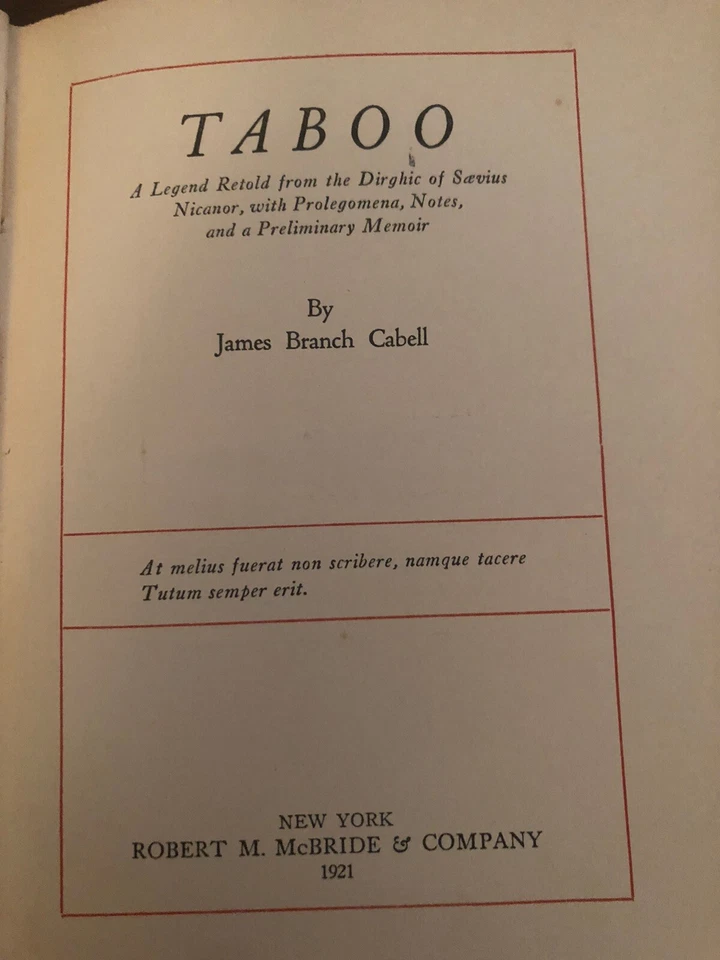 TABOO
A Legend Retold from the Dirghic of Sævius
Nicanor, with Prolegomena, Notes,
and a Preliminary Memoir
By
James Branch Cabell
At melius fuerat non scribere, namque tacere
Tutum semper erit.
NEW YORK
ROBERT M. McBRIDE & COMPANY
1921